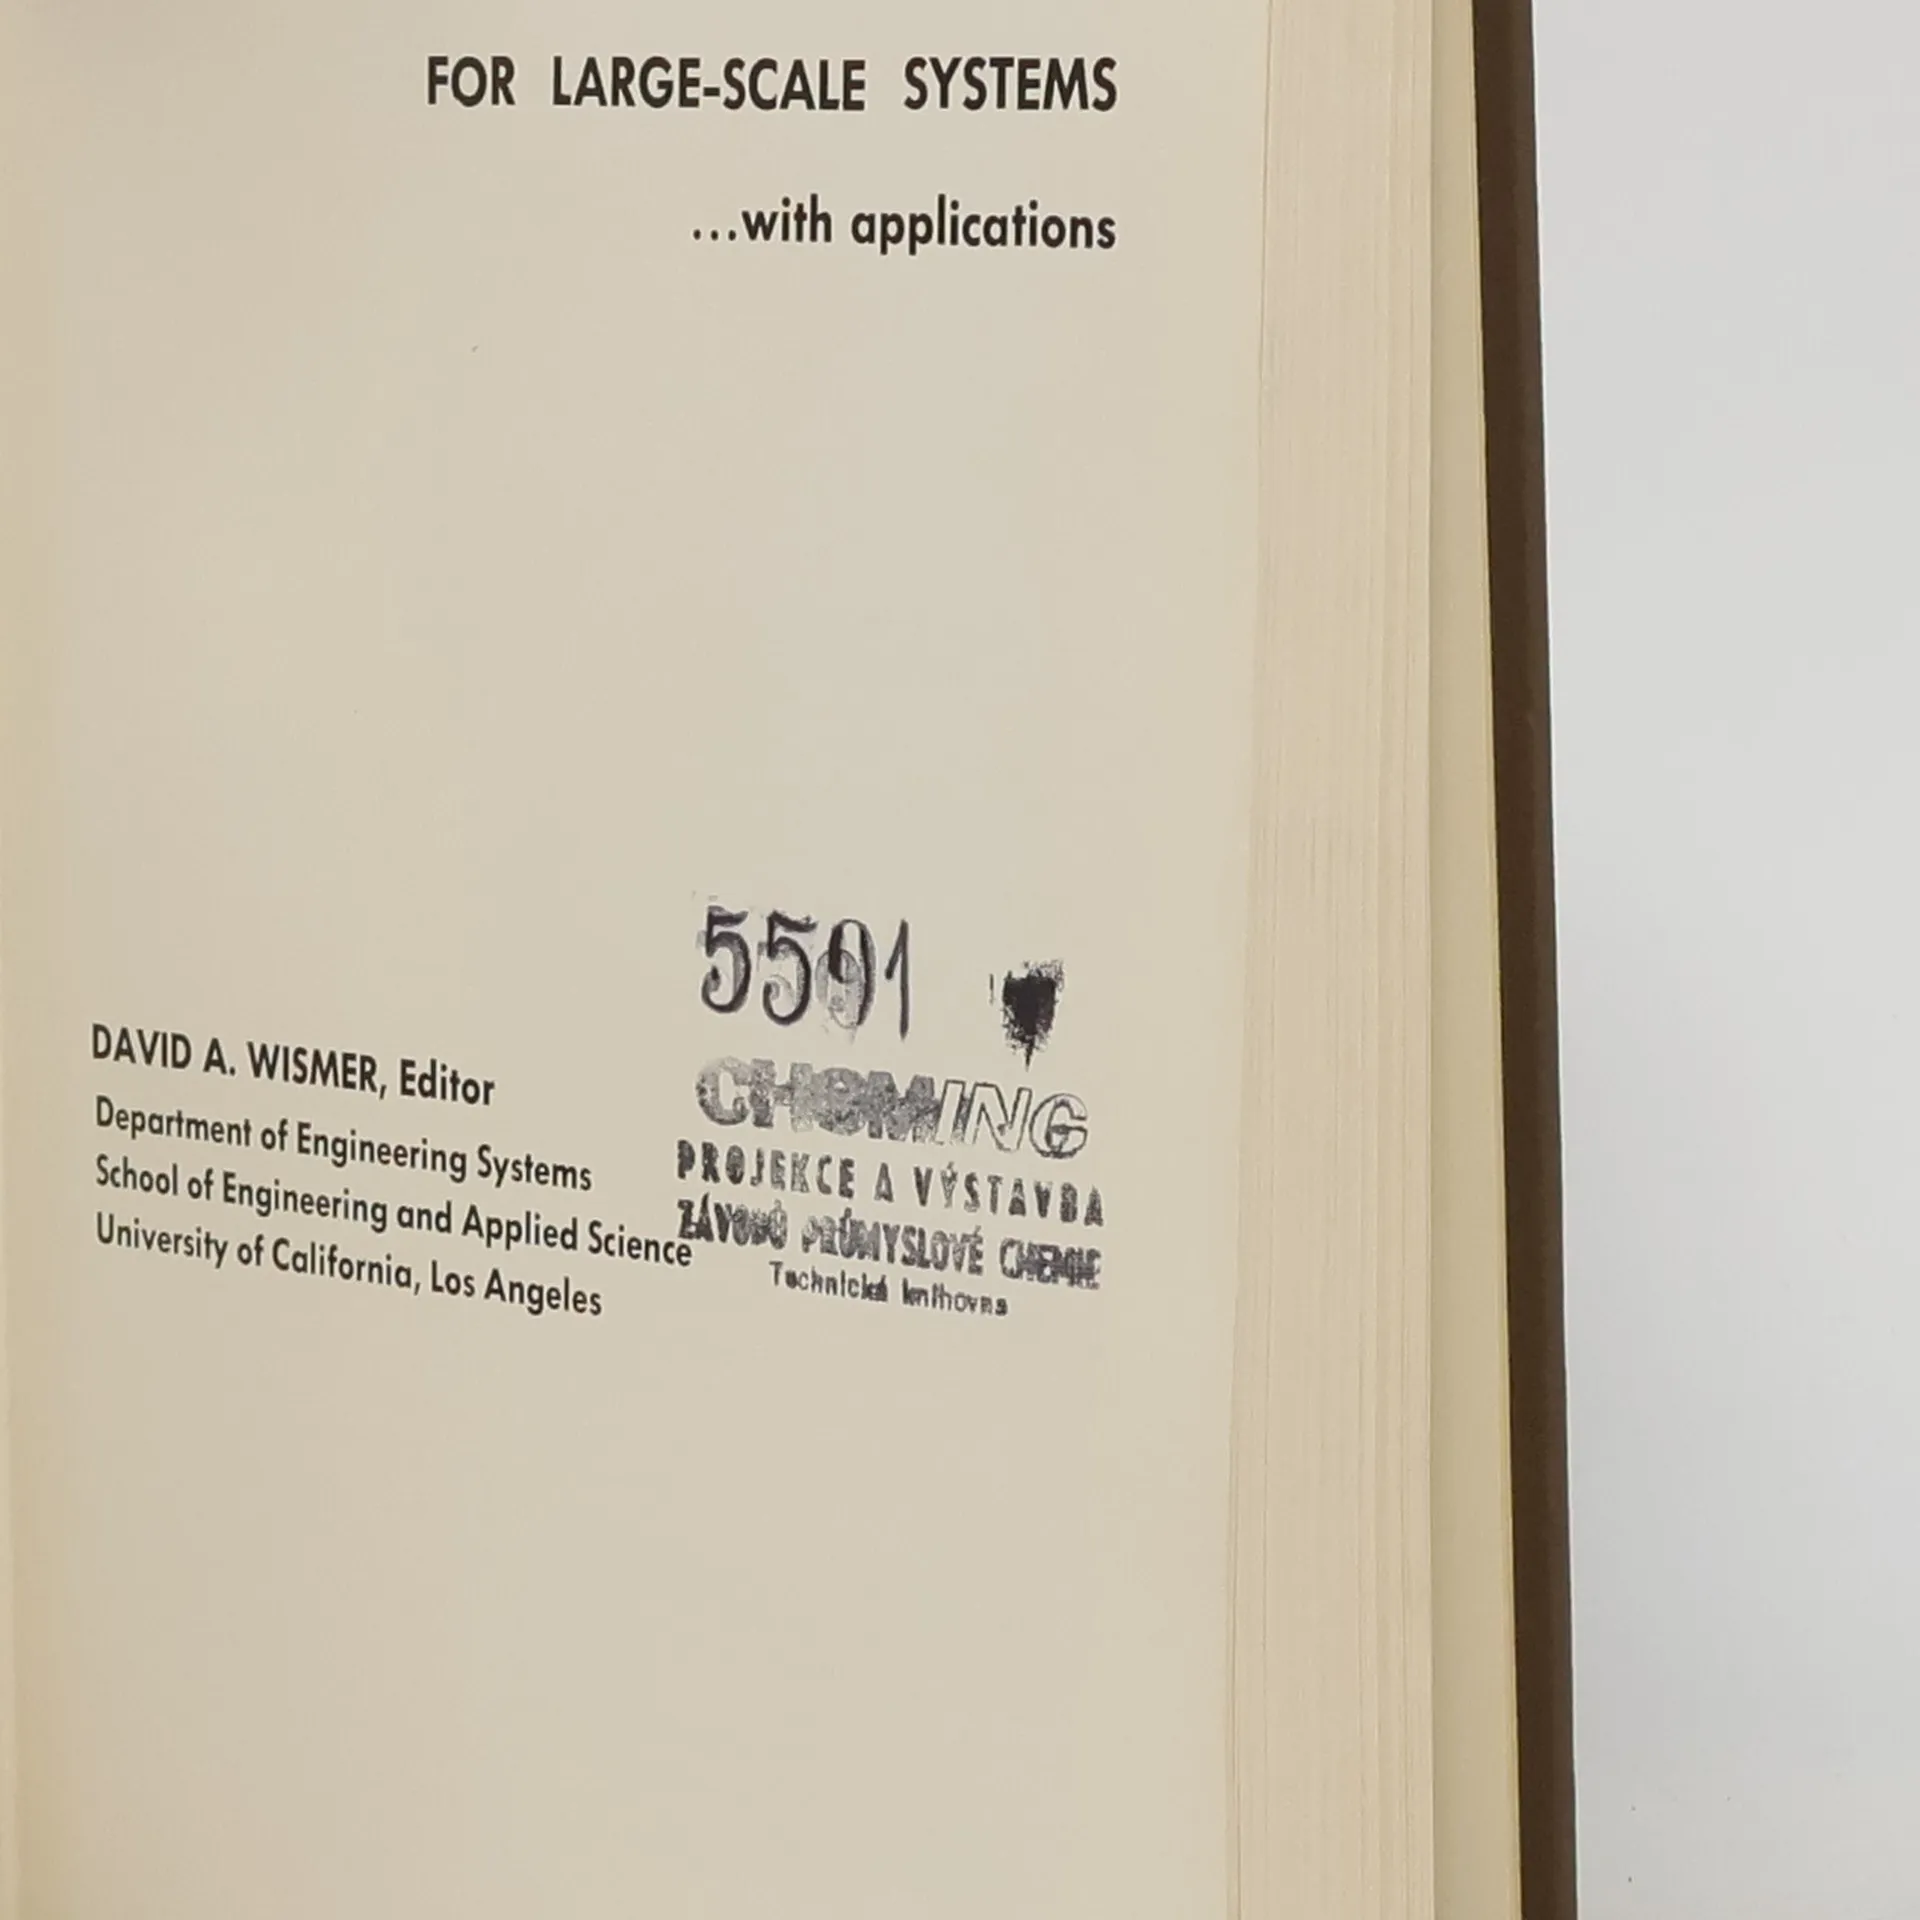 FOR LARGE-SCALE SYSTEMS
...with applications
5591
CHEMING
PROJEKCE A VÝSTAVBA
ZÁVODŮ PRŮMYSLOVÉ CHEMIE
Technická knihovna
DAVID A. WISMER, Editor
Department of Engineering Systems
School of Engineering and Applied Science
University of California, Los Angeles